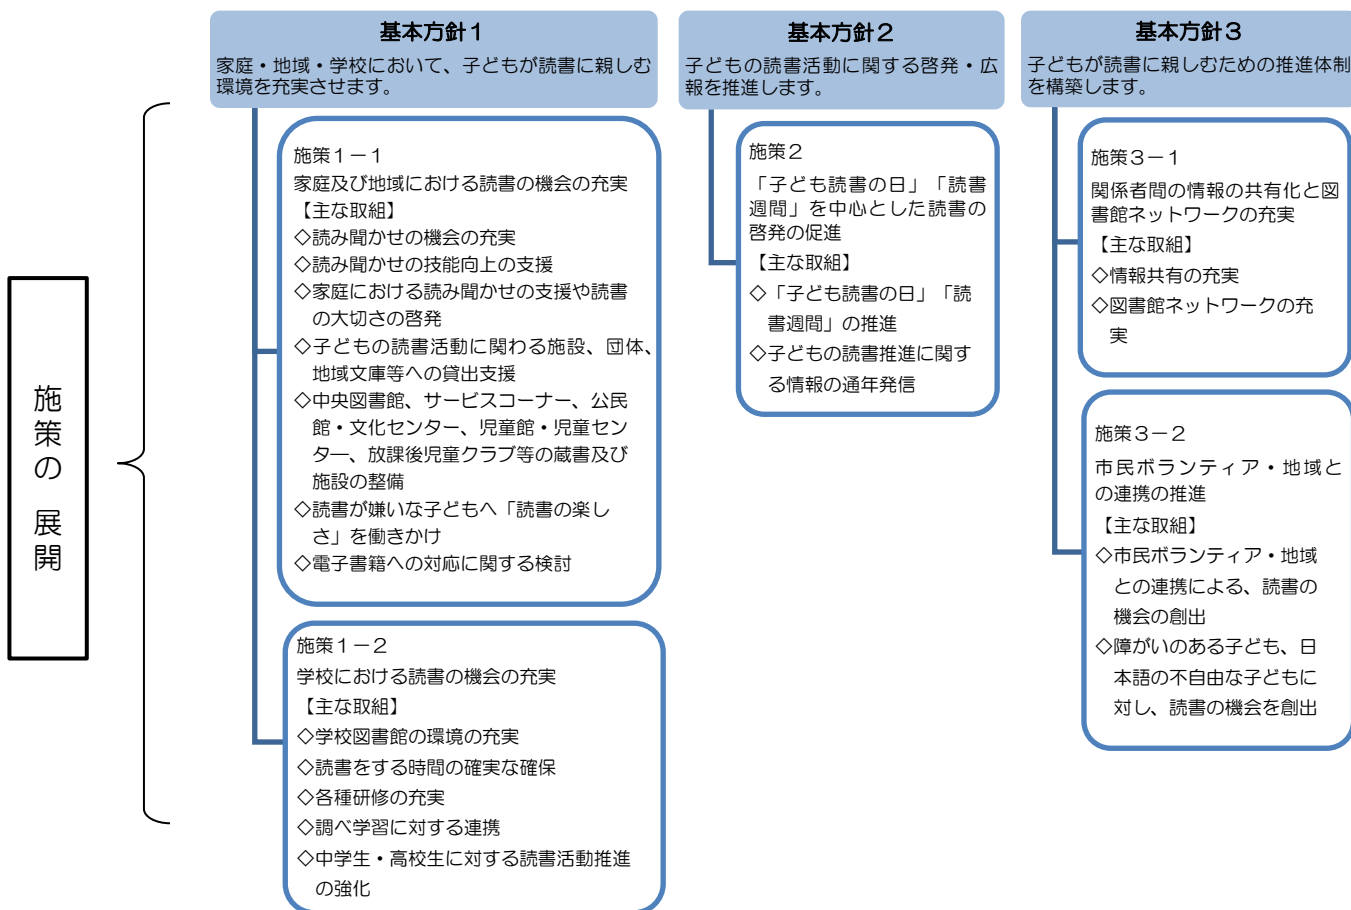 施策の 展開
基本方針1
家庭・地域・学校において、子どもが読書に親しむ
環境を充実させます。
施策1－1
家庭及び地域における読書の機会の充実
【主な取組】
◇読み聞かせの機会の充実
◇読み聞かせの技能向上の支援
◇家庭における読み聞かせの支援や読書
の大切さの啓発
◇子どもの読書活動に関わる施設、団体、
地域文庫等への貸出支援
◇中央図書館、サービスコーナー、公民
館・文化センター、児童館・児童セン
ター、放課後児童クラブ等の蔵書及び
施設の整備
◇読書が嫌いな子どもへ「読書の楽し
さ」を働きかけ
◇電子書籍への対応に関する検討
施策1－2
学校における読書の機会の充実
【主な取組】
◇学校図書館の環境の充実
◇読書をする時間の確実な確保
◇各種研修の充実
◇調べ学習に対する連携
◇中学生・高校生に対する読書活動推進
の強化
基本方針2
子どもの読書活動に関する啓発・広
報を推進します。
施策2
「子ども読書の日」「読書
週間」を中心とした読書の
啓発の促進
【主な取組】
◇「子ども読書の日」「読
書週間」の推進
◇子どもの読書推進に関す
る情報の通年発信
基本方針3
子どもが読書に親しむための推進体制
を構築します。
施策3－1
関係者間の情報の共有化と図
書館ネットワークの充実
【主な取組】
◇情報共有の充実
◇図書館ネットワークの充
実
施策3－2
市民ボランティア・地域と
の連携の推進
【主な取組】
◇市民ボランティア・地域
との連携による、読書の
機会の創出
◇障がいのある子ども、日
本語の不自由な子どもに
対し、読書の機会を創出